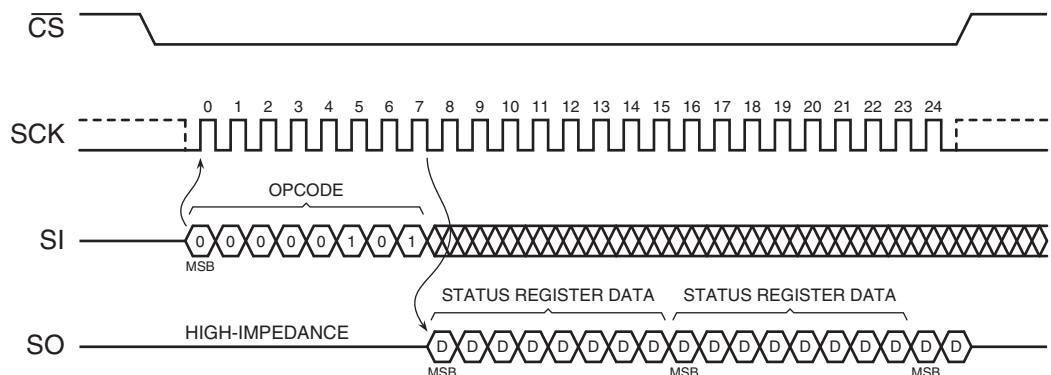 C̅S̅
0 1 2 3 4 5 6 7 8 9 10 11 12 13 14 15 16 17 18 19 20 21 22 23 24
SCK
OPCODE
SI 0 0 0 0 0 1 0 1
MSB
STATUS REGISTER DATA STATUS REGISTER DATA
SO HIGH-IMPEDANCE D D D D D D D D D D D D D D D D D D
MSB MSB MSB